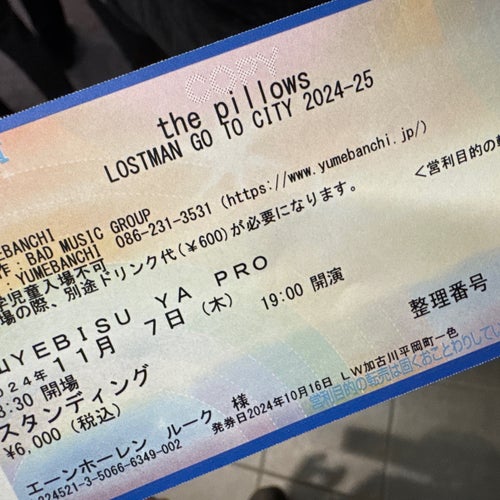 COPY
the pillows
LOSTMAN GO TO CITY 2024-25
MEBANCHI 086-231-3531 (https://www.yumebanchi.jp/)
作: BAD MUSIC GROUP
: YUMEBANCHI
学児童入場不可 <営利目的の
場の際、別途ドリンク代(¥600)が必要になります。
YEBISU YA PRO
2024年11月 7日(木) 19:00 開演
:30 開場 整理番号
スタンディング
¥6,000(税込)
エーンホーレン ルーク 様
発券日2024年10月16日 LW加古川平岡町一色
224521-3-5066-6349-002
営利目的の転売は固くおことわりしてい